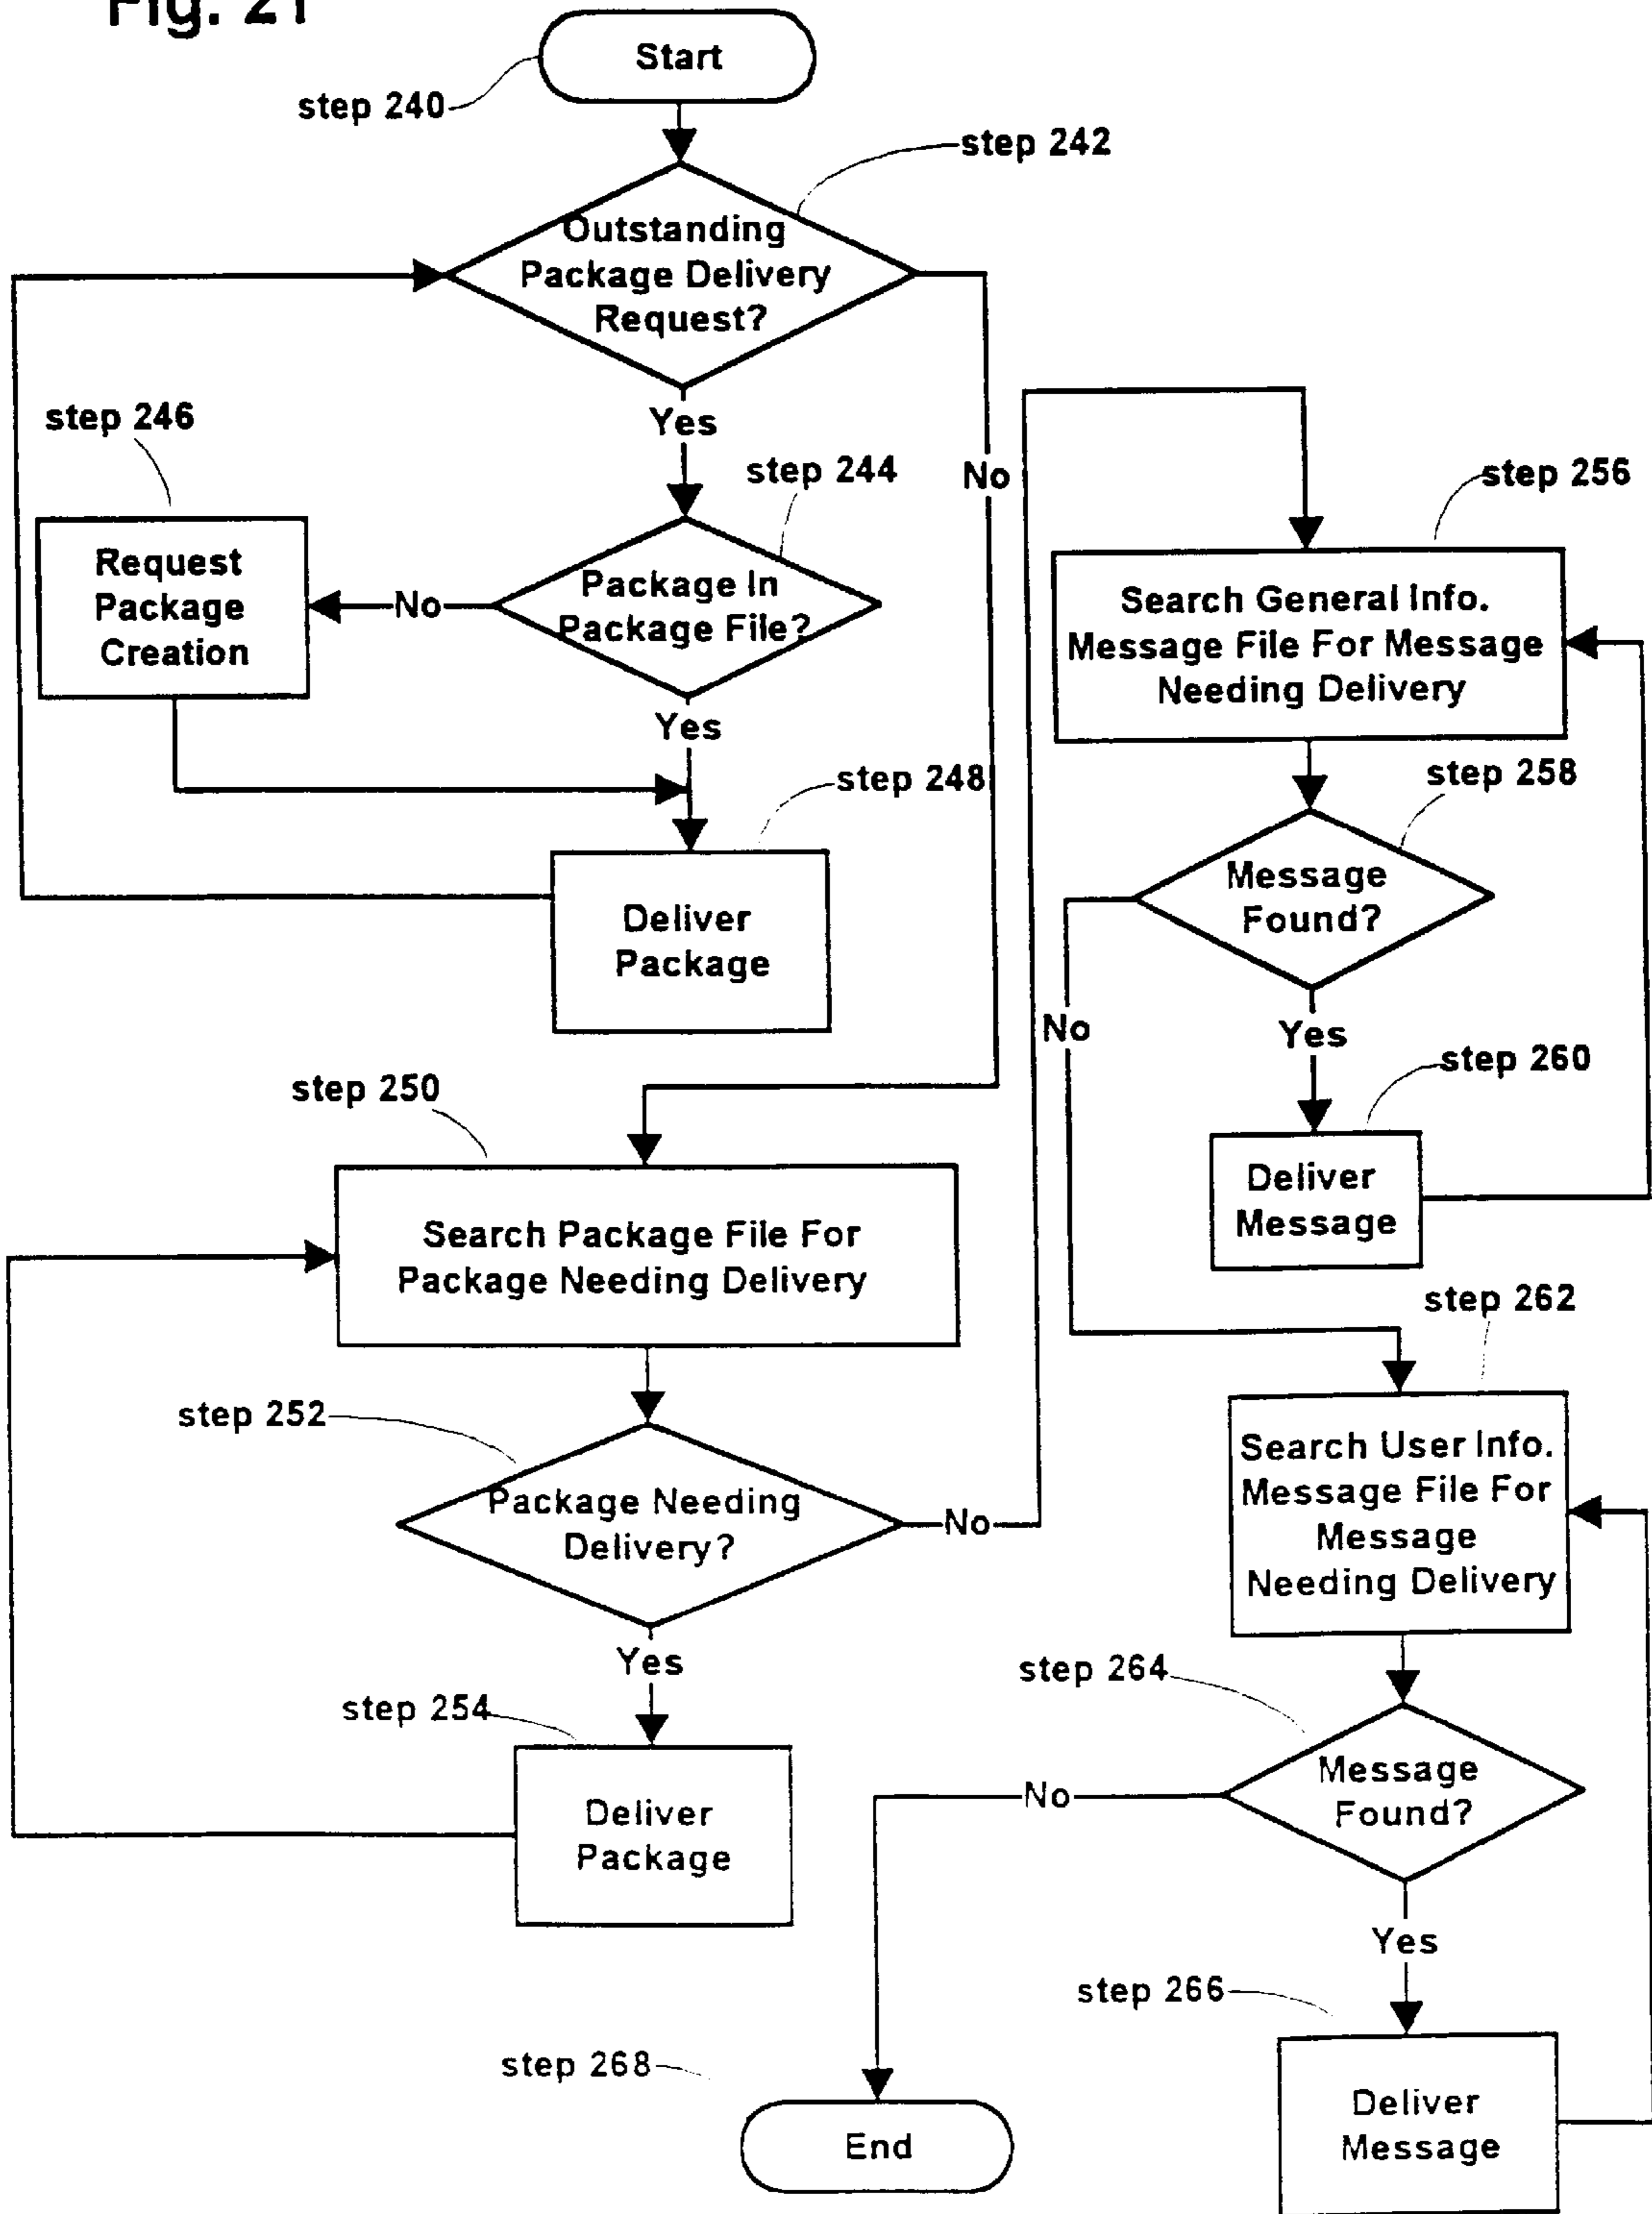 Fig. 21
Start
step 240
step 242
Outstanding
Package Delivery
Request?
Yes
No
step 246
step 244
Request
Package
Creation
No
Package In
Package File?
Yes
step 248
Deliver
Package
step 250
Search Package File For
Package Needing Delivery
step 252
Package Needing
Delivery?
No
Yes
step 254
Deliver
Package
step 256
Search General Info.
Message File For Message
Needing Delivery
step 258
Message
Found?
No
Yes
step 260
Deliver
Message
step 262
Search User Info.
Message File For
Message
Needing Delivery
step 264
Message
Found?
No
Yes
step 266
Deliver
Message
step 268
End